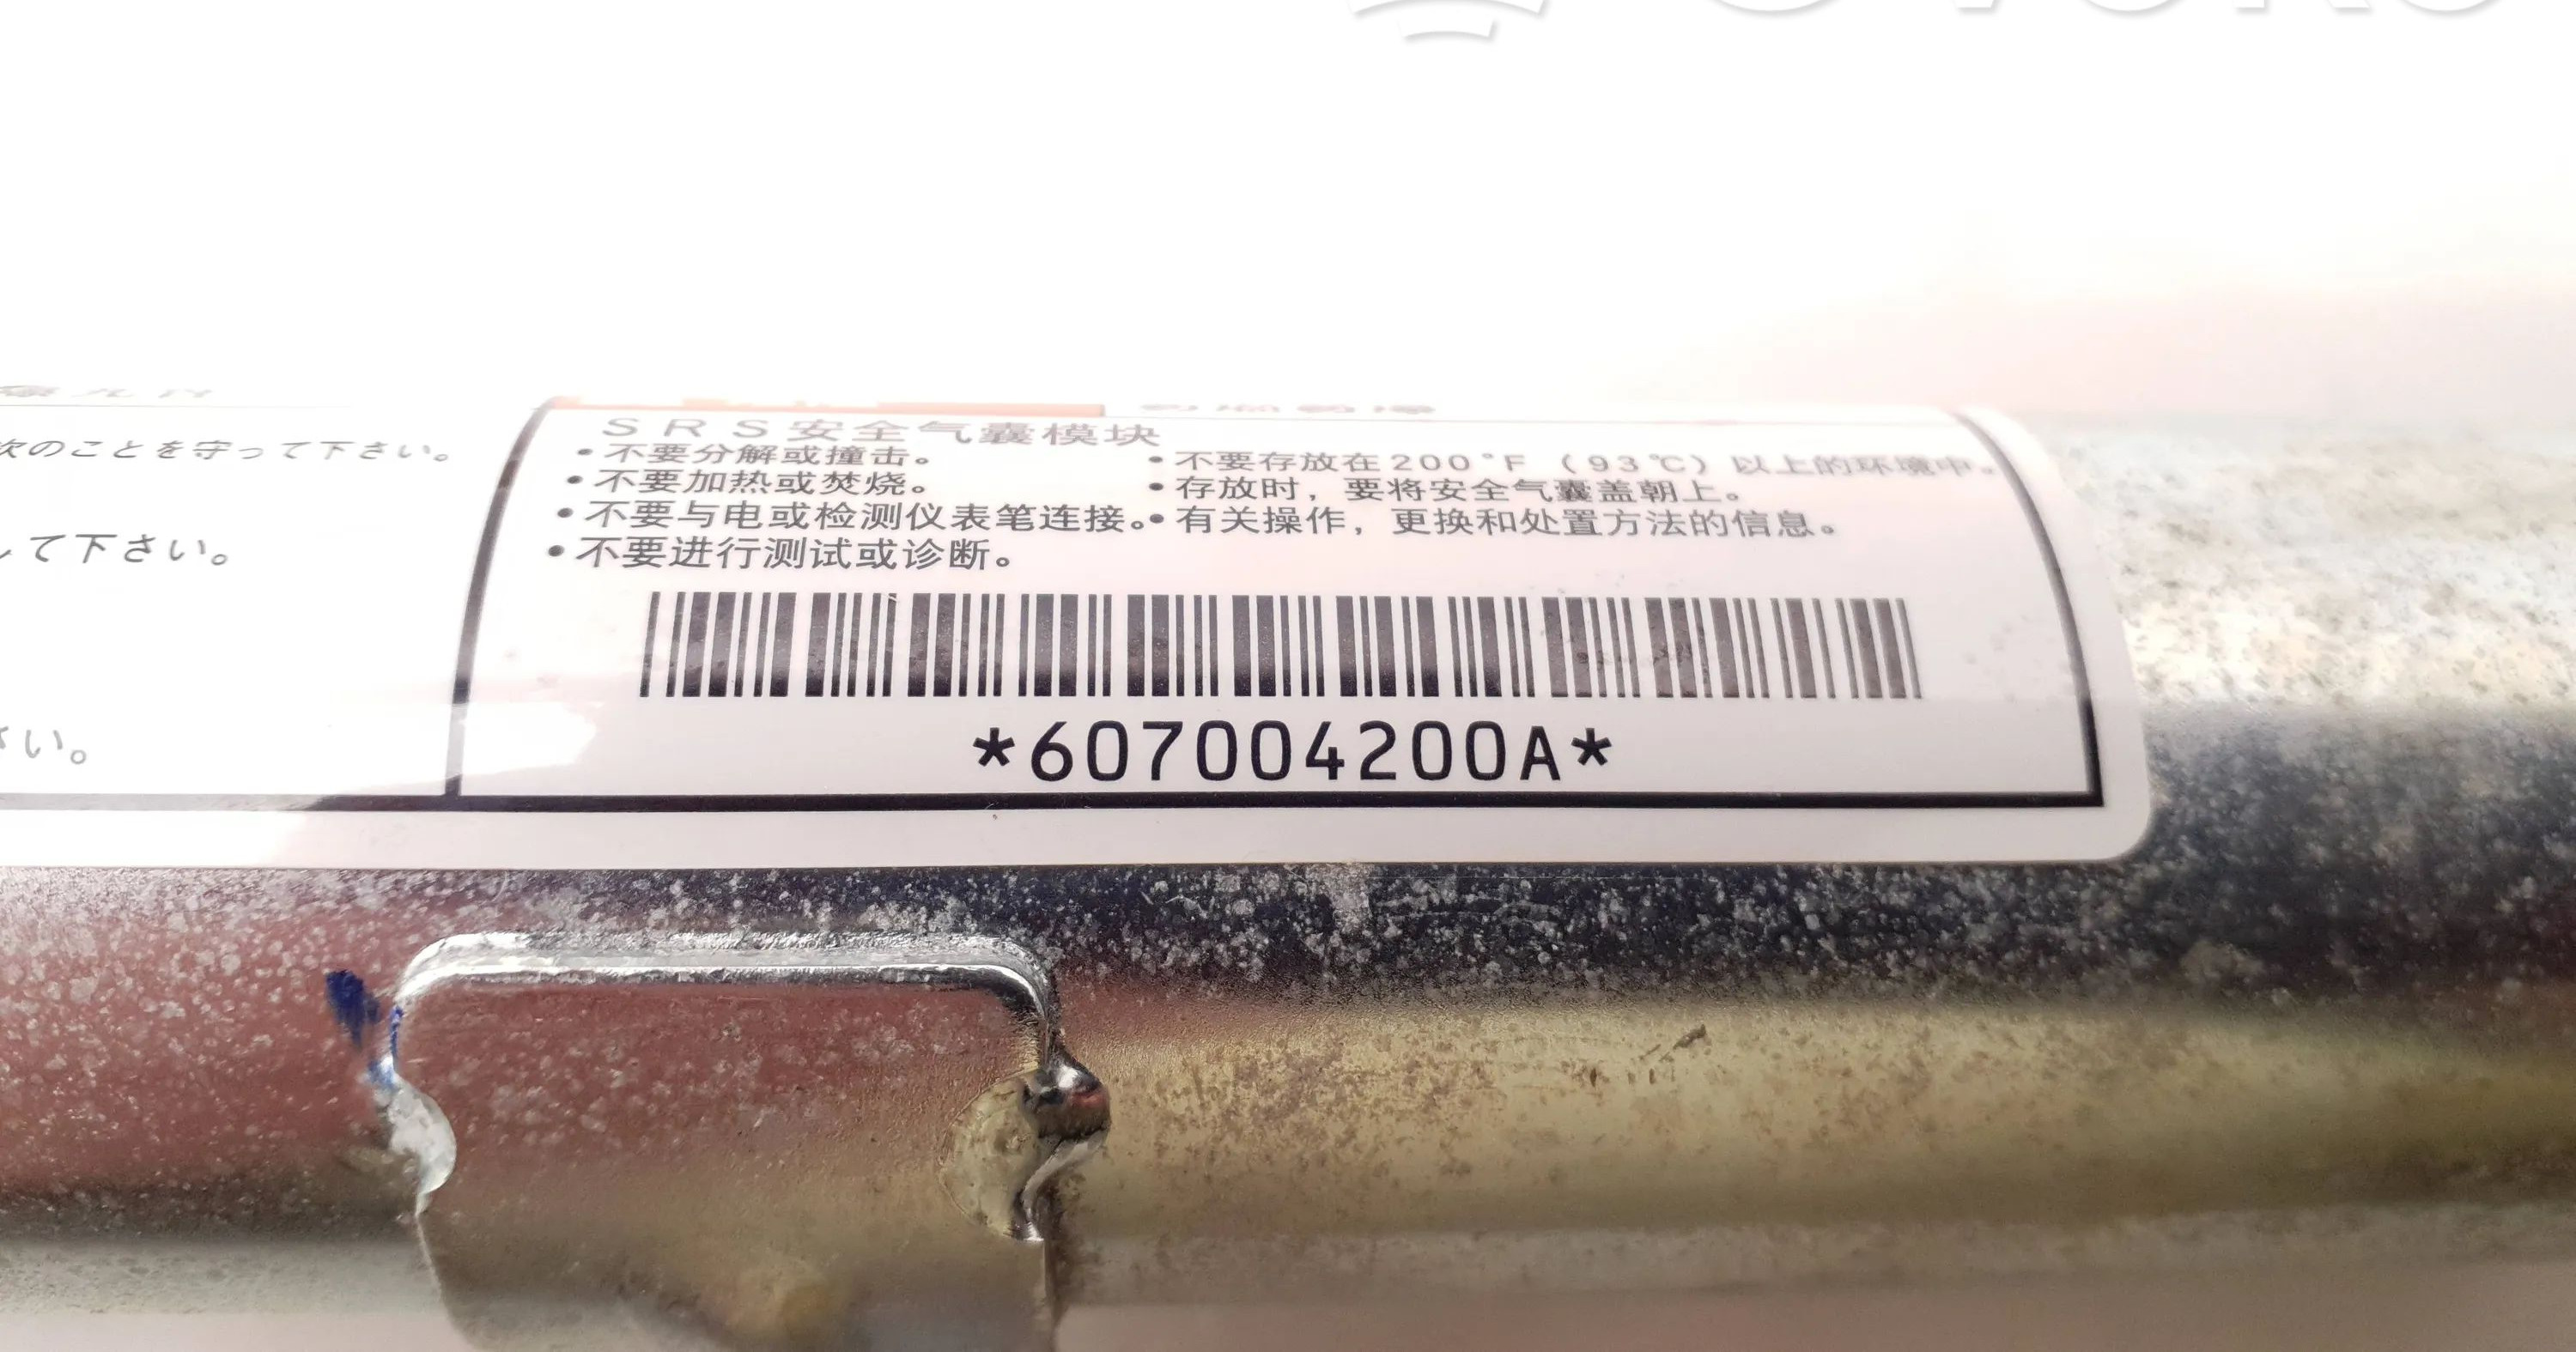 次のことを守って下さい。
して下さい。
さい。
SRS安全气囊模块
•不要分解或撞击。
•不要加热或焚烧。
•不要与电或检测仪表笔连接。
•不要进行测试或诊断。
•不要存放在200°F（93℃）以上的环境中。
•存放时，要将安全气囊盖朝上。
•有关操作，更换和处置方法的信息。
*607004200A*